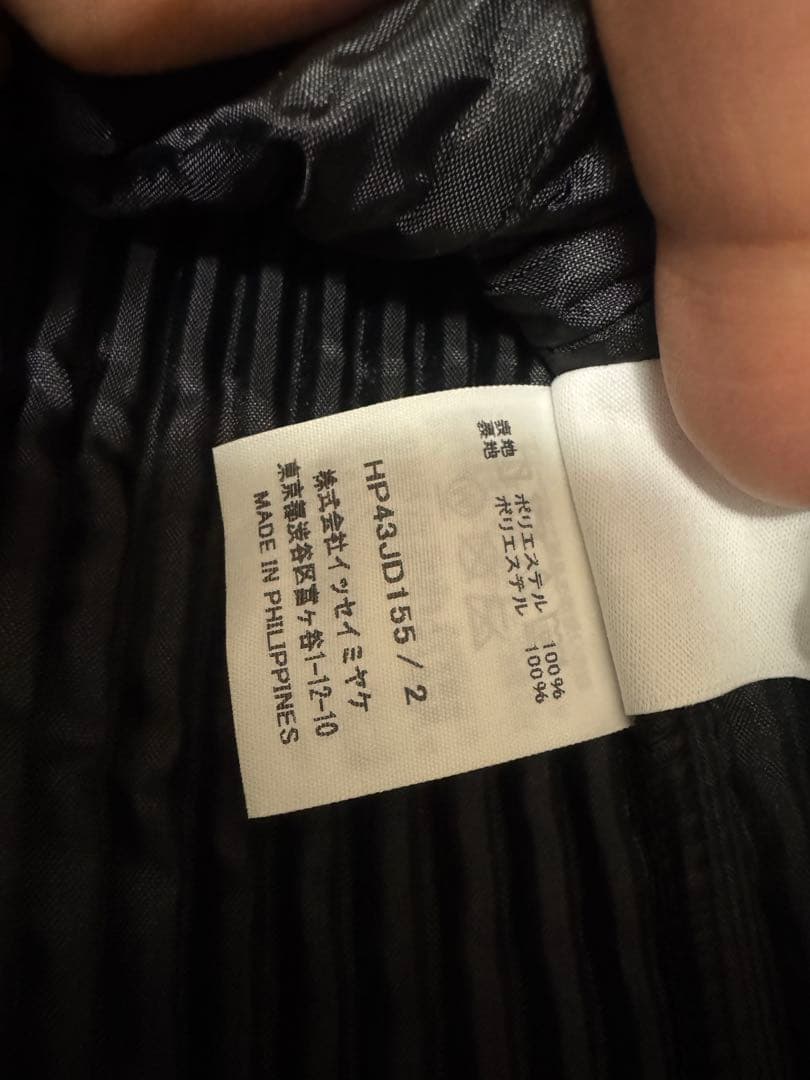 表地 ポリエステル 100%
裏地 ポリエステル 100%
HP43JD155 / 2
株式会社イッセイミヤケ
東京都渋谷区富ヶ谷1-12-10
MADE IN PHILIPPINES